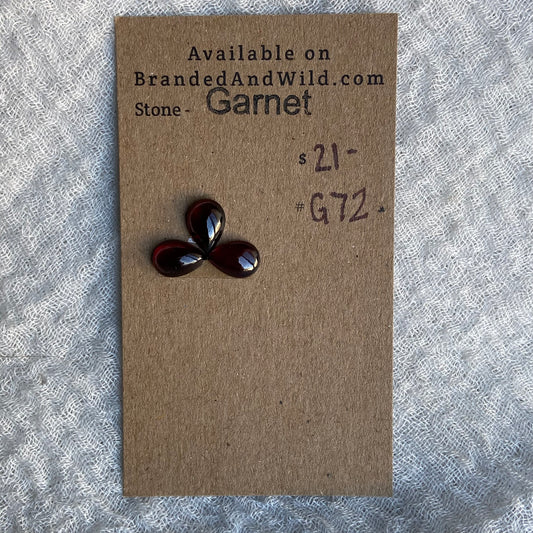 Available on
BrandedAndWild.com
Stone - Garnet
$ 21-
# G72.